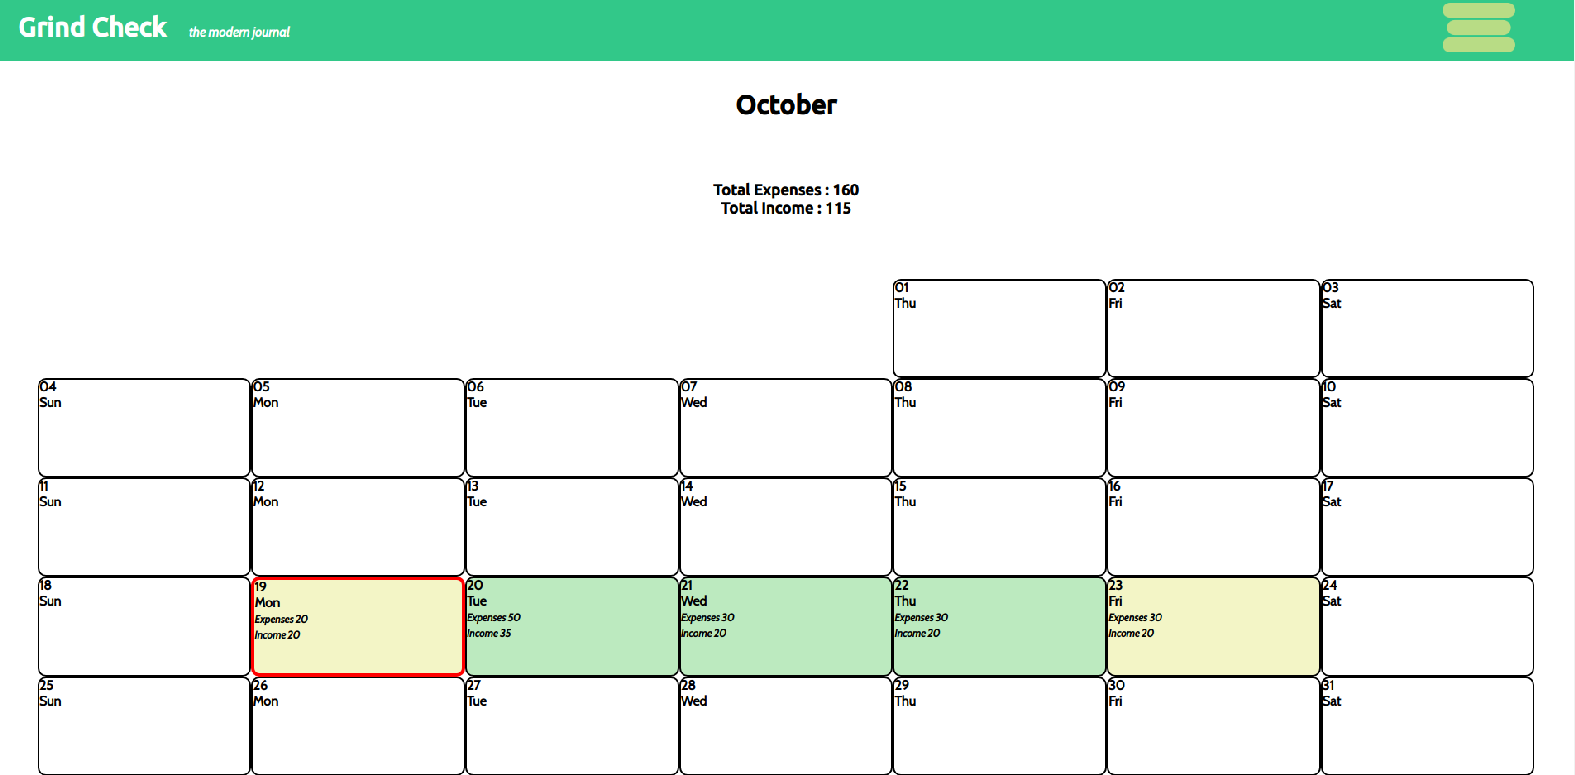 Grind Check the modern journal
October
Total Expenses : 160
Total Income : 115
01 Thu
02 Fri
03 Sat
04 Sun
05 Mon
06 Tue
07 Wed
08 Thu
09 Fri
10 Sat
11 Sun
12 Mon
13 Tue
14 Wed
15 Thu
16 Fri
17 Sat
18 Sun
19 Mon
Expenses 20
Income 20
20 Tue
Expenses 50
Income 35
21 Wed
Expenses 30
Income 20
22 Thu
Expenses 30
Income 20
23 Fri
Expenses 30
Income 20
24 Sat
25 Sun
26 Mon
27 Tue
28 Wed
29 Thu
30 Fri
31 Sat